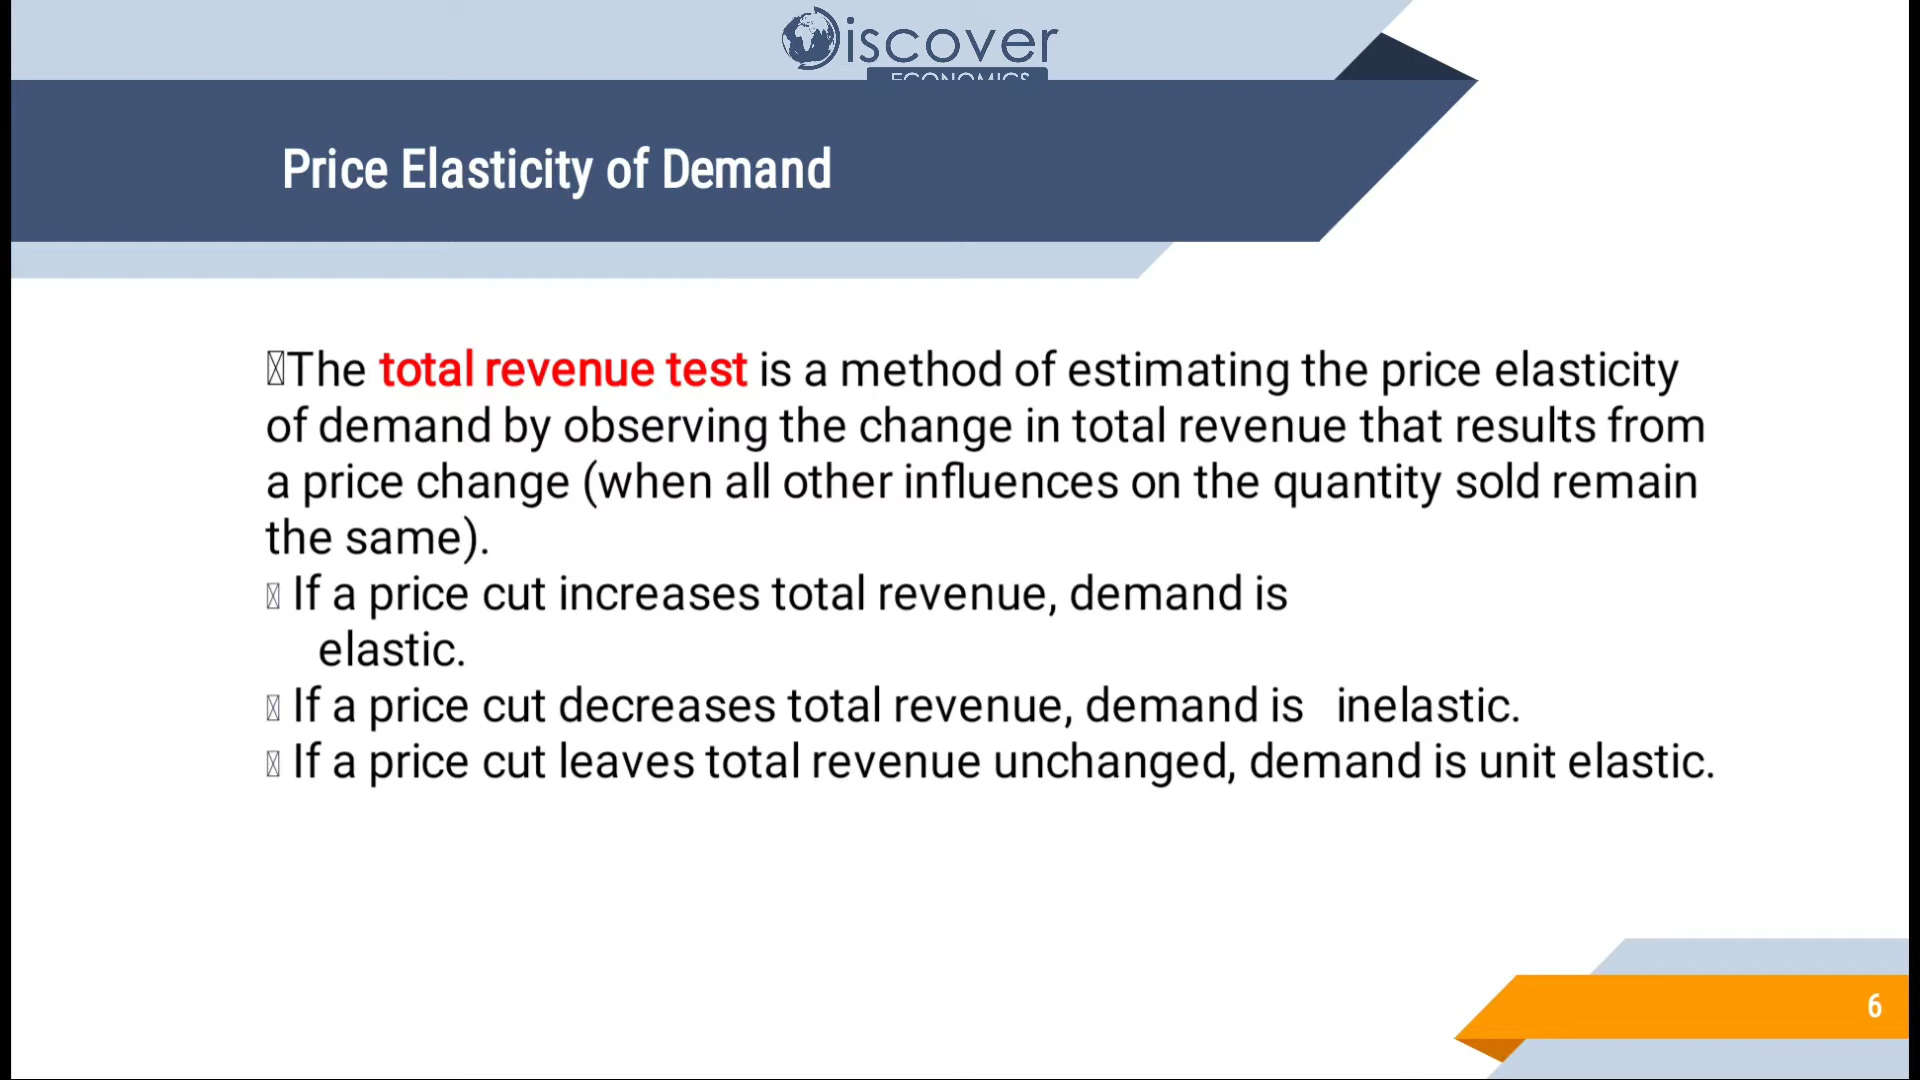 Discover
ECONOMICS
Price Elasticity of Demand
The total revenue test is a method of estimating the price elasticity
of demand by observing the change in total revenue that results from
a price change (when all other influences on the quantity sold remain
the same).
If a price cut increases total revenue, demand is
elastic.
If a price cut decreases total revenue, demand is inelastic.
If a price cut leaves total revenue unchanged, demand is unit elastic.
6